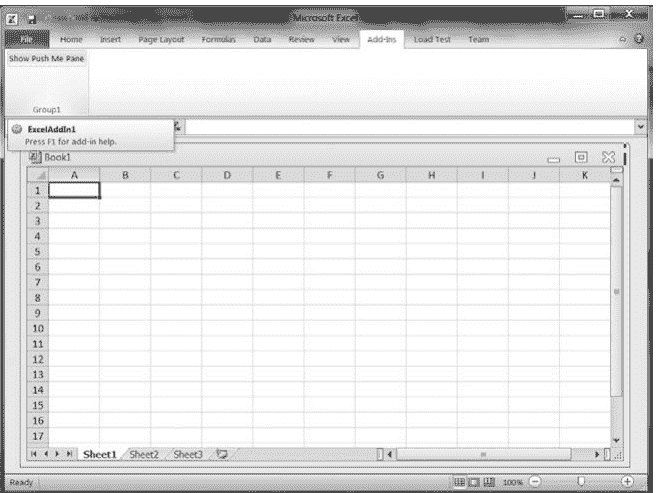 Microsoft Excel
File Home Insert Page Layout Formulas Data Review View Add-Ins Load Test Team
Show Push Me Pane
Group1
ExcelAddIn1
Press F1 for add-in help.
Book1
A B C D E F G H I J K
1
2
3
4
5
6
7
8
9
10
11
12
13
14
15
16
17
Sheet1 Sheet2 Sheet3
Ready 100%